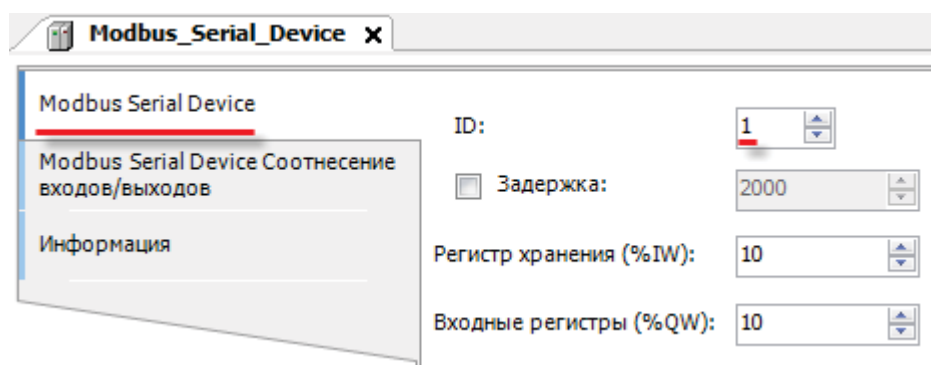 Modbus_Serial_Device x
Modbus Serial Device
ID: 1
Modbus Serial Device Соотнесение
входов/выходов
Задержка: 2000
Информация
Регистр хранения (%IW): 10
Входные регистры (%QW): 10